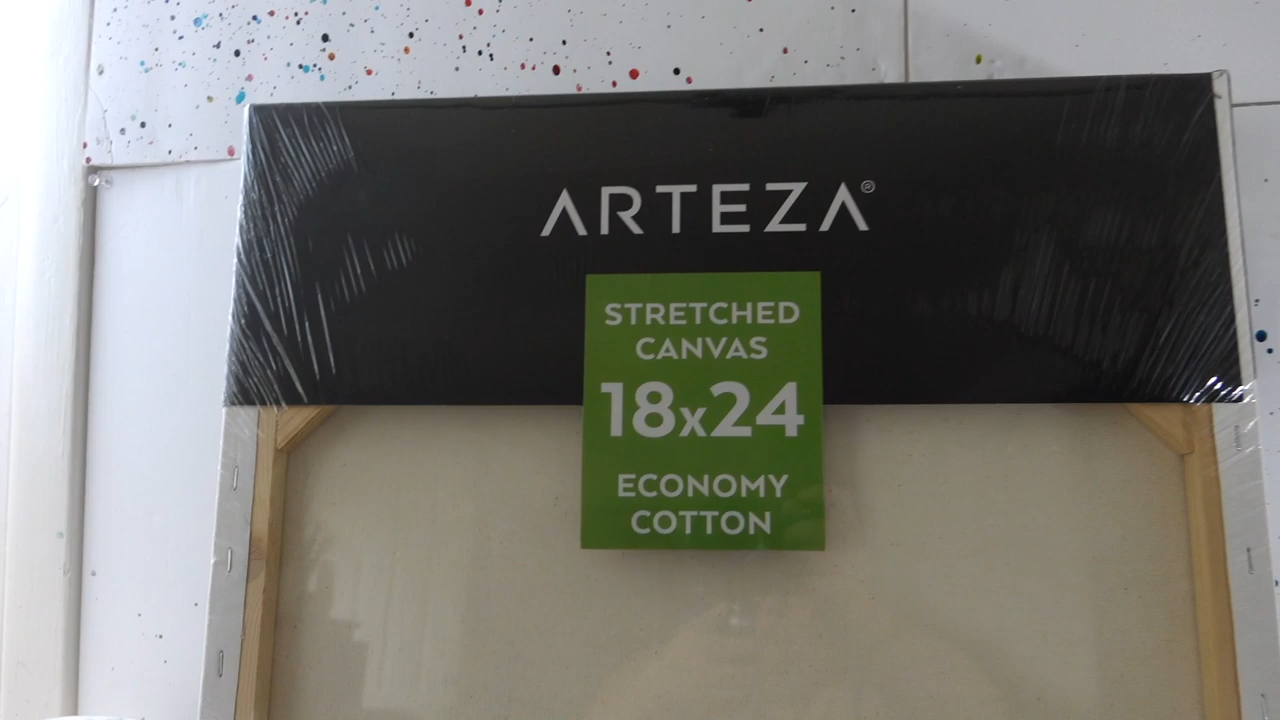 ARTEZA®
STRETCHED
CANVAS
18x24
ECONOMY
COTTON